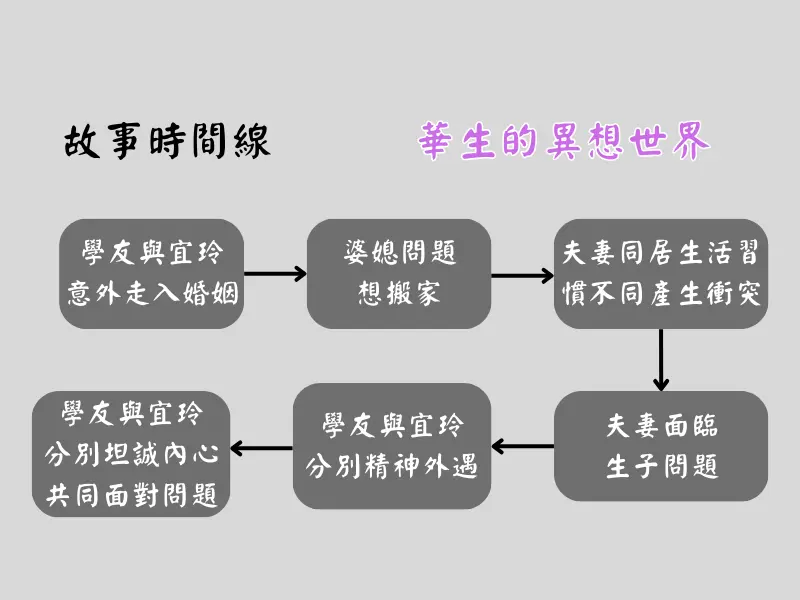 故事時間線
華生的異想世界
學友與宜玲
意外走入婚姻
婆媳問題
想搬家
夫妻同居生活習
慣不同產生衝突
夫妻面臨
生子問題
學友與宜玲
分別精神外遇
學友與宜玲
分別坦誠內心
共同面對問題